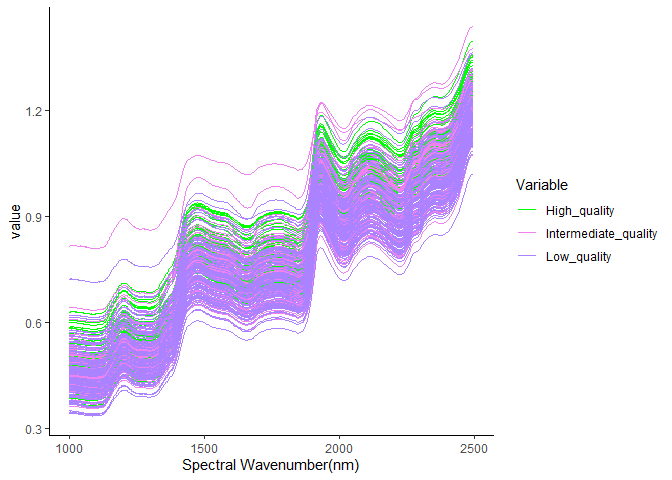 1.2
0.9
0.6
0.3
value
1000 1500 2000 2500
Spectral Wavenumber(nm)
Variable
High_quality
Intermediate_quality
Low_quality